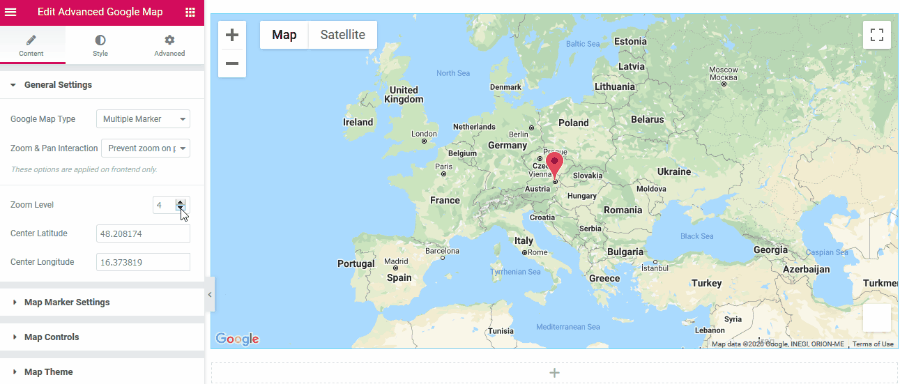 Edit Advanced Google Map
Content
Style
Advanced
General Settings
Google Map Type
Multiple Marker
Zoom & Pan Interaction
Prevent zoom on p
These options are applied on frontend only.
Zoom Level
4
Center Latitude
48.208174
Center Longitude
16.373819
Map Marker Settings
Map Controls
Map Theme
Map
Satellite
Estonia
Baltic Sea
Latvia
Moscow
Москва
North Sea
Denmark
Lithuania
United
Kingdom
Ireland
Belarus
London
Netherlands
Berlin
Poland
Belgium
Germany
Paris
Prague
Cze
Vienna
Slovakia
Ukraine
Austria
France
Hungary
Moldova
Romania
Croatia
Serbia
Black Sea
Italy
Bulgaria
Georgia
Caspian Sea
Barcelona
Rome
Portugal
Madrid
İstanbul
Azerbaijan
Spain
Tyrrhenian Sea
Greece
Turkey
Turkmen
Syria
Tunisia
Mediterranean Sea
Lebanon
Google
Map data ©2020 Google, INEGI, ORION-ME
Terms of Use